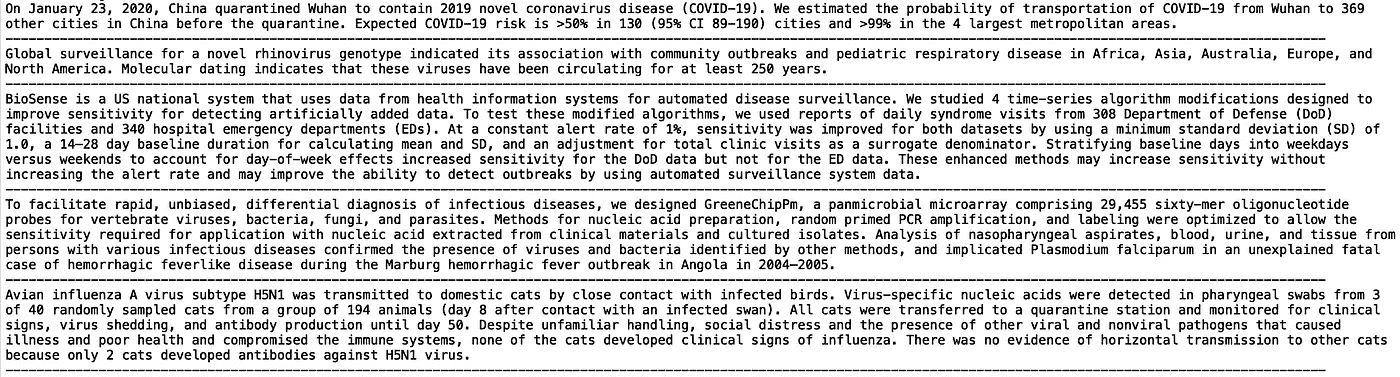 On January 23, 2020, China quarantined Wuhan to contain 2019 novel coronavirus disease (COVID-19). We estimated the probability of transportation of COVID-19 from Wuhan to 369
other cities in China before the quarantine. Expected COVID-19 risk is >50% in 130 (95% CI 89–190) cities and >99% in the 4 largest metropolitan areas.
Global surveillance for a novel rhinovirus genotype indicated its association with community outbreaks and pediatric respiratory disease in Africa, Asia, Australia, Europe, and
North America. Molecular dating indicates that these viruses have been circulating for at least 250 years.
BioSense is a US national system that uses data from health information systems for automated disease surveillance. We studied 4 time-series algorithm modifications designed to
improve sensitivity for detecting artificially added data. To test these modified algorithms, we used reports of daily syndrome visits from 308 Department of Defense (DoD)
facilities and 340 hospital emergency departments (EDs). At a constant alert rate of 1%, sensitivity was improved for both datasets by using a minimum standard deviation (SD) of
1.0, a 14–28 day baseline duration for calculating mean and SD, and an adjustment for total clinic visits as a surrogate denominator. Stratifying baseline days into weekdays
versus weekends to account for day-of-week effects increased sensitivity for the DoD data but not for the ED data. These enhanced methods may increase sensitivity without
increasing the alert rate and may improve the ability to detect outbreaks by using automated surveillance system data.
To facilitate rapid, unbiased, differential diagnosis of infectious diseases, we designed GreeneChipPm, a panmicrobial microarray comprising 29,455 sixty-mer oligonucleotide
probes for vertebrate viruses, bacteria, fungi, and parasites. Methods for nucleic acid preparation, random primed PCR amplification, and labeling were optimized to allow the
sensitivity required for application with nucleic acid extracted from clinical materials and cultured isolates. Analysis of nasopharyngeal aspirates, blood, urine, and tissue from
persons with various infectious diseases confirmed the presence of viruses and bacteria identified by other methods, and implicated Plasmodium falciparum in an unexplained fatal
case of hemorrhagic feverlike disease during the Marburg hemorrhagic fever outbreak in Angola in 2004–2005.
Avian influenza A virus subtype H5N1 was transmitted to domestic cats by close contact with infected birds. Virus-specific nucleic acids were detected in pharyngeal swabs from 3
of 40 randomly sampled cats from a group of 194 animals (day 8 after contact with an infected swan). All cats were transferred to a quarantine station and monitored for clinical
signs, virus shedding, and antibody production until day 50. Despite unfamiliar handling, social distress and the presence of other viral and nonviral pathogens that caused
illness and poor health and compromised the immune systems, none of the cats developed clinical signs of influenza. There was no evidence of horizontal transmission to other cats
because only 2 cats developed antibodies against H5N1 virus.